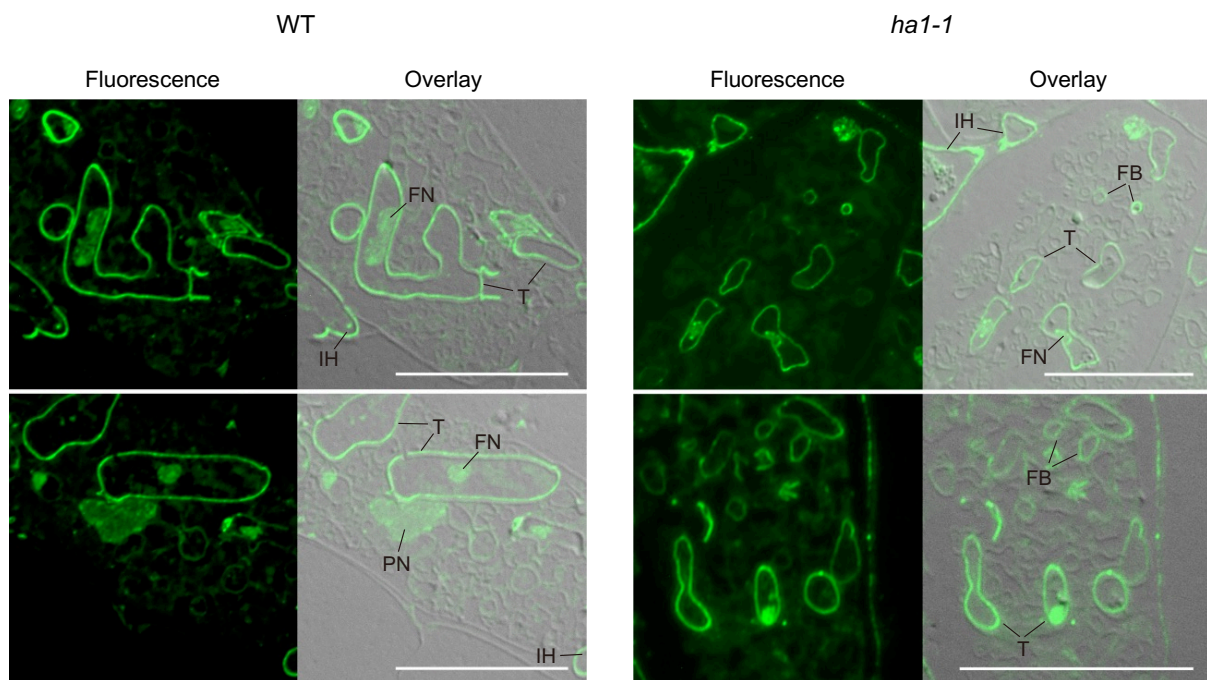 WT
ha1-1
Fluorescence
Overlay
Fluorescence
Overlay
FN
T
IH
IH
FB
T
FN
T
FN
PN
IH
FB
T